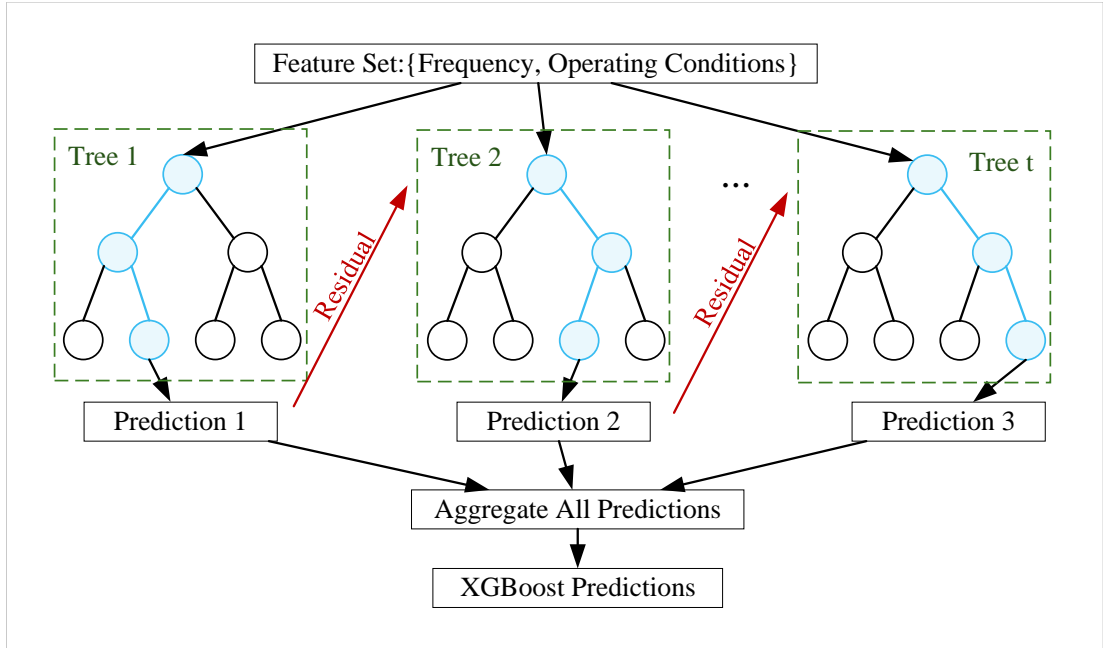 Feature Set:{Frequency, Operating Conditions}
Tree 1
Tree 2
...
Tree t
Residual
Residual
Prediction 1
Prediction 2
Prediction 3
Aggregate All Predictions
XGBoost Predictions